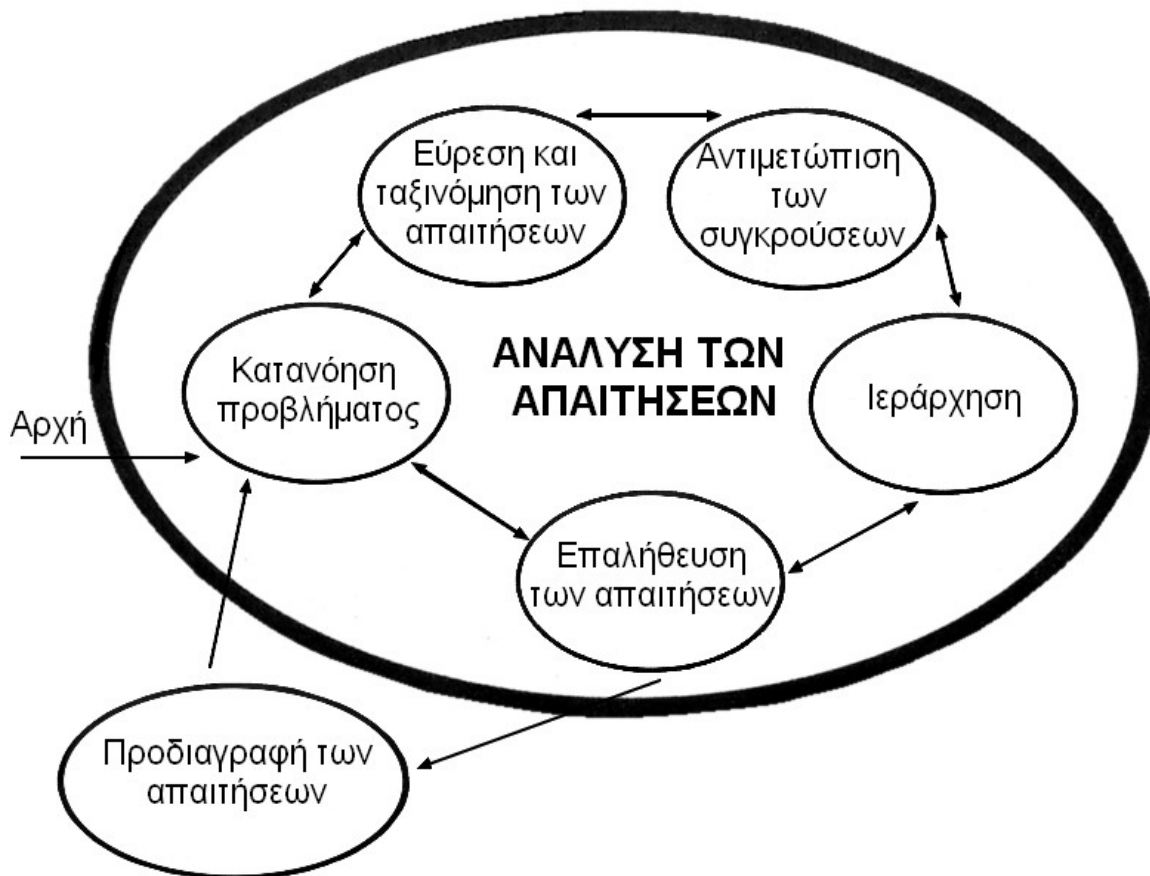 Εύρεση και
ταξινόμηση των
απαιτήσεων
Αντιμετώπιση
των
συγκρούσεων
Κατανόηση
προβλήματος
ΑΝΑΛΥΣΗ ΤΩΝ
ΑΠΑΙΤΗΣΕΩΝ
Ιεράρχηση
Αρχή
Επαλήθευση
των απαιτήσεων
Προδιαγραφή των
απαιτήσεων